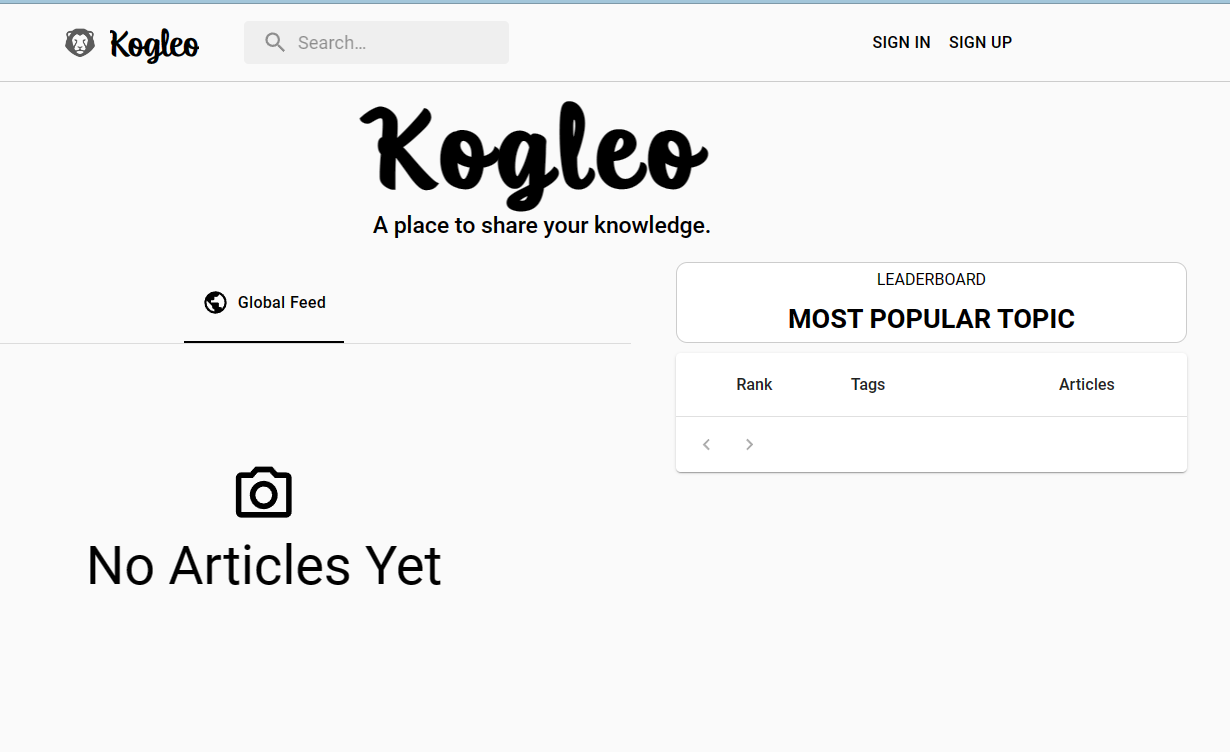 Kogleo
Search…
SIGN IN
SIGN UP
Kogleo
A place to share your knowledge.
Global Feed
No Articles Yet
LEADERBOARD
MOST POPULAR TOPIC
Rank Tags Articles